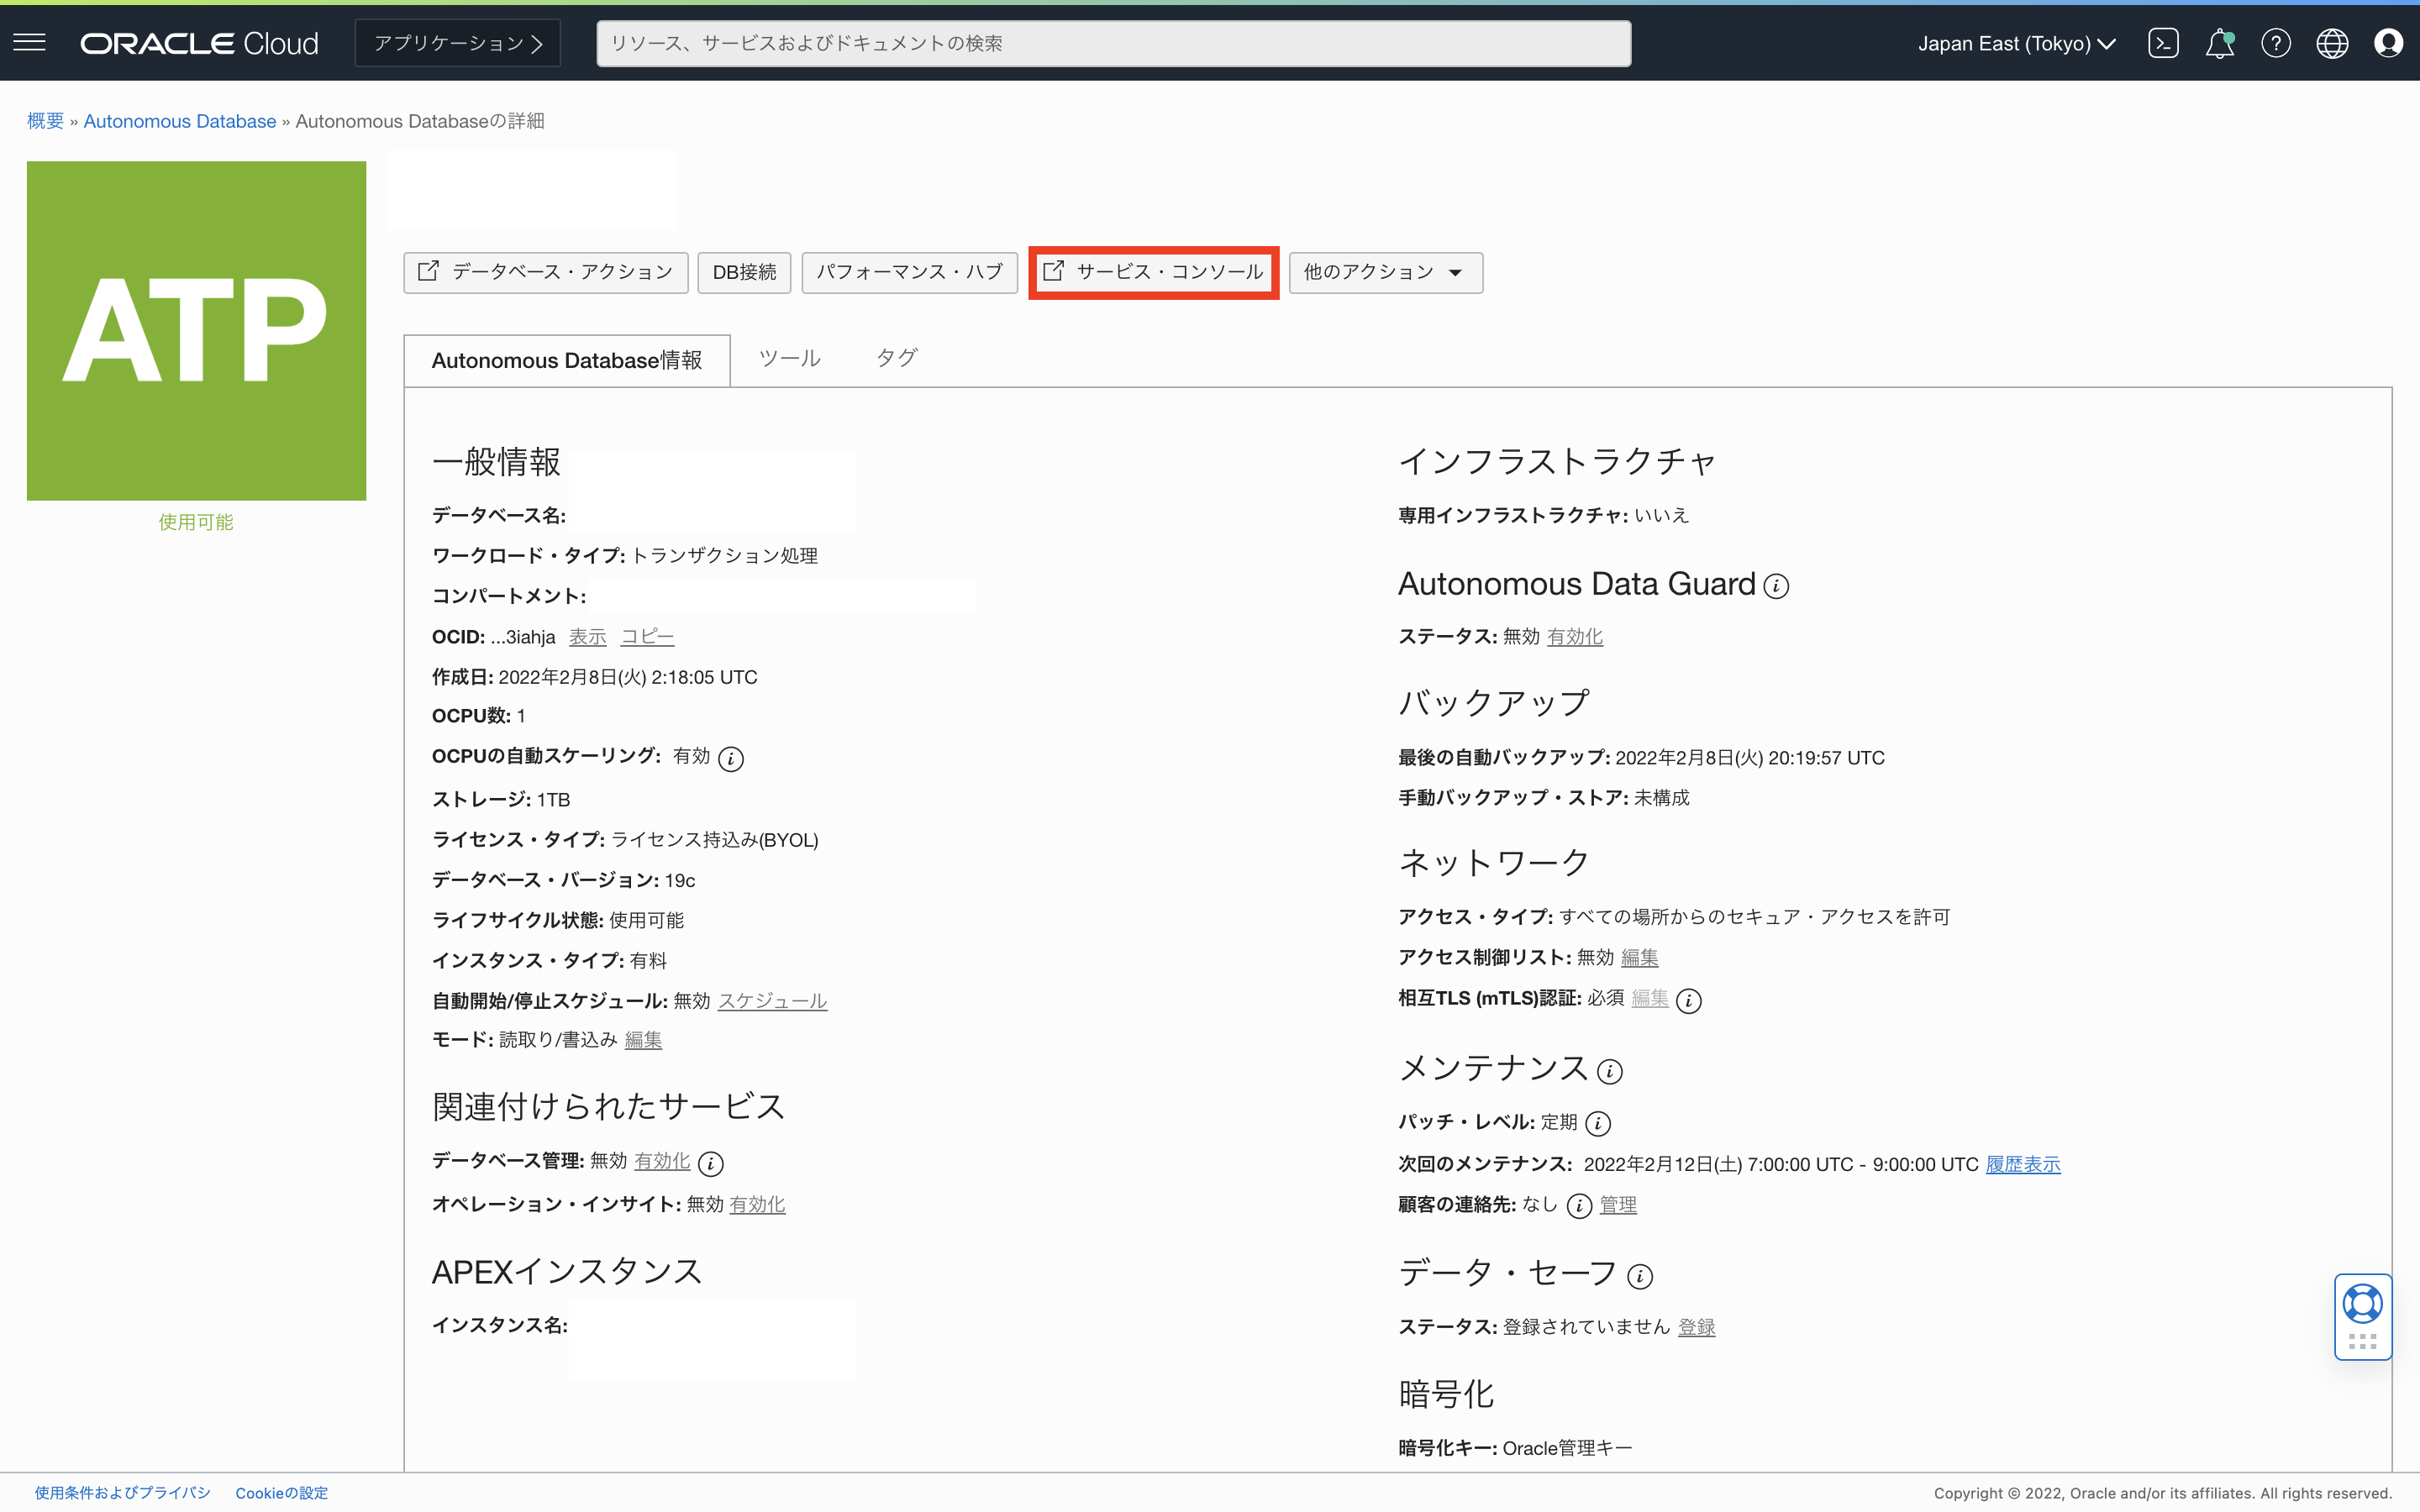 ORACLE Cloud
アプリケーション
リソース、サービスおよびドキュメントの検索
Japan East (Tokyo)
概要 » Autonomous Database » Autonomous Databaseの詳細
ATP
使用可能
データベース・アクション
DB接続
パフォーマンス・ハブ
サービス・コンソール
他のアクション
Autonomous Database情報
ツール
タグ
一般情報
データベース名:
ワークロード・タイプ: トランザクション処理
コンパートメント:
OCID: ...3iahja 表示 コピー
作成日: 2022年2月8日(火) 2:18:05 UTC
OCPU数: 1
OCPUの自動スケーリング: 有効
ストレージ: 1TB
ライセンス・タイプ: ライセンス持込み(BYOL)
データベース・バージョン: 19c
ライフサイクル状態: 使用可能
インスタンス・タイプ: 有料
自動開始/停止スケジュール: 無効 スケジュール
モード: 読取り/書込み 編集
関連付けられたサービス
データベース管理: 無効 有効化
オペレーション・インサイト: 無効 有効化
APEXインスタンス
インスタンス名:
インフラストラクチャ
専用インフラストラクチャ: いいえ
Autonomous Data Guard
ステータス: 無効 有効化
バックアップ
最後の自動バックアップ: 2022年2月8日(火) 20:19:57 UTC
手動バックアップ・ストア: 未構成
ネットワーク
アクセス・タイプ: すべての場所からのセキュア・アクセスを許可
アクセス制御リスト: 無効 編集
相互TLS (mTLS)認証: 必須 編集
メンテナンス
パッチ・レベル: 定期
次回のメンテナンス: 2022年2月12日(土) 7:00:00 UTC - 9:00:00 UTC 履歴表示
顧客の連絡先: なし 管理
データ・セーフ
ステータス: 登録されていません 登録
暗号化
暗号化キー: Oracle管理キー
使用条件およびプライバシ
Cookieの設定
Copyright © 2022, Oracle and/or its affiliates. All rights reserved.